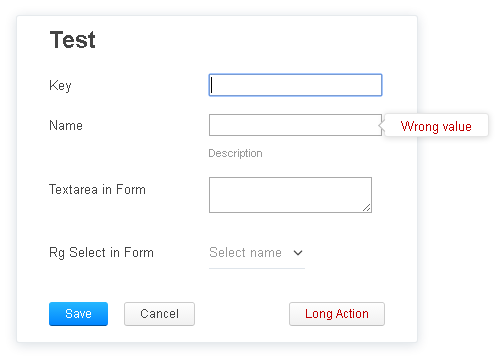 Test
Key
Name
Wrong value
Description
Textarea in Form
Rg Select in Form
Select name
Save
Cancel
Long Action